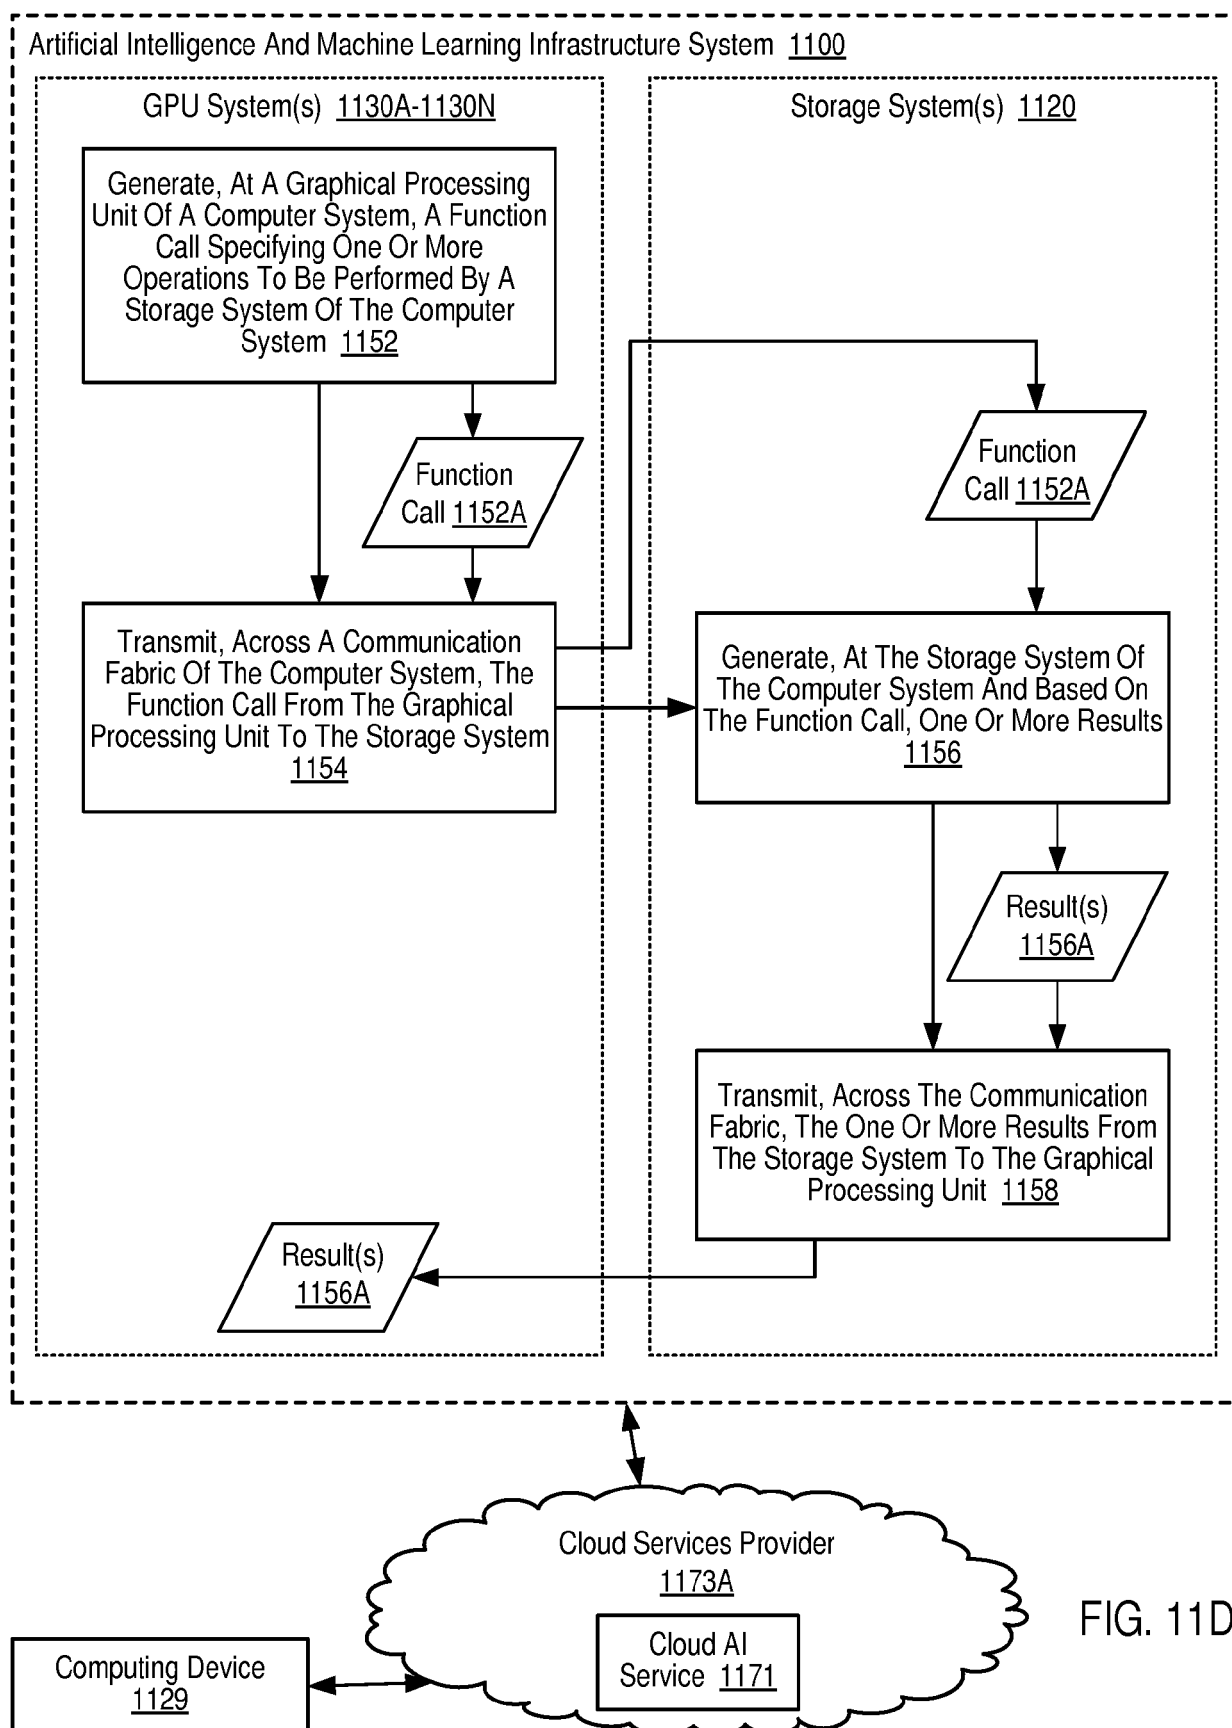 Artificial Intelligence And Machine Learning Infrastructure System 1100
GPU System(s) 1130A-1130N
Generate, At A Graphical Processing
Unit Of A Computer System, A Function
Call Specifying One Or More
Operations To Be Performed By A
Storage System Of The Computer
System 1152
Function
Call 1152A
Transmit, Across A Communication
Fabric Of The Computer System, The
Function Call From The Graphical
Processing Unit To The Storage System
1154
Storage System(s) 1120
Function
Call 1152A
Generate, At The Storage System Of
The Computer System And Based On
The Function Call, One Or More Results
1156
Result(s)
1156A
Transmit, Across The Communication
Fabric, The One Or More Results From
The Storage System To The Graphical
Processing Unit 1158
Result(s)
1156A
Cloud Services Provider
1173A
Cloud AI
Service 1171
Computing Device
1129
FIG. 11D